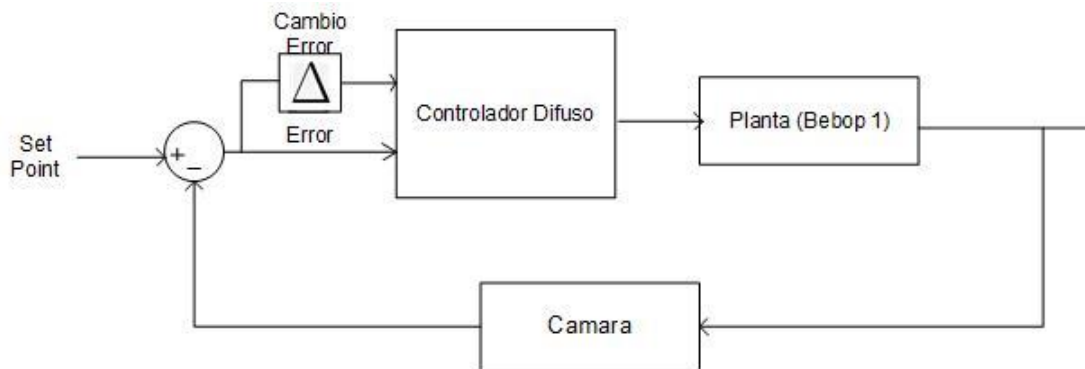 Cambio
Error
Δ
Set
Point
+
−
Error
Controlador Difuso
Planta (Bebop 1)
Camara